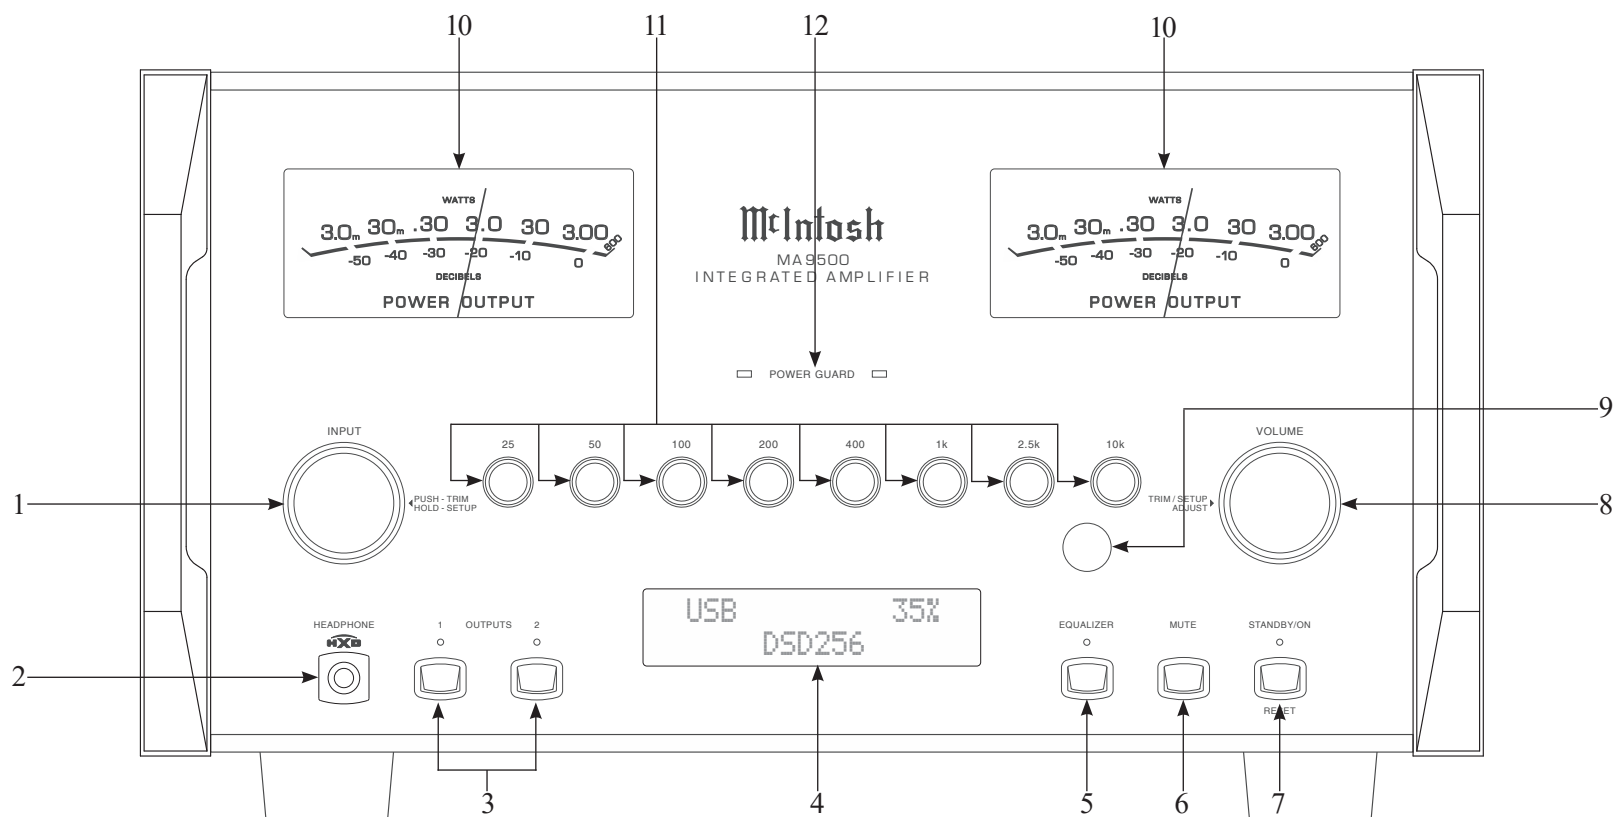 10 11 12 10
WATTS
3.0m 30m .30 3.0 30 3.00 600
-50 -40 -30 -20 -10 0
DECIBELS
POWER OUTPUT
McIntosh
MA9500
INTEGRATED AMPLIFIER
WATTS
3.0m 30m .30 3.0 30 3.00 600
-50 -40 -30 -20 -10 0
DECIBELS
POWER OUTPUT
POWER GUARD
9
INPUT
25 50 100 200 400 1k 2.5k 10k
VOLUME
1
PUSH - TRIM
HOLD - SETUP
TRIM / SETUP
ADJUST
8
USB 35%
DSD256
HEADPHONE
HXD
1 OUTPUTS 2
EQUALIZER
MUTE
STANDBY/ON
2
RESET
3 4 5 6 7